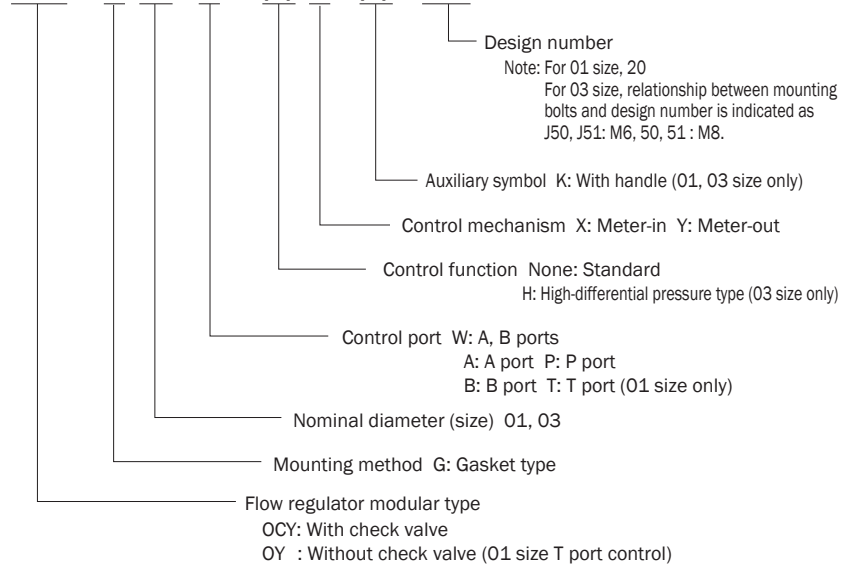 Design number
Note: For 01 size, 20
For 03 size, relationship between mounting
bolts and design number is indicated as
J50, J51: M6, 50, 51 : M8.
Auxiliary symbol K: With handle (01, 03 size only)
Control mechanism X: Meter-in Y: Meter-out
Control function None: Standard
H: High-differential pressure type (03 size only)
Control port W: A, B ports
A: A port P: P port
B: B port T: T port (01 size only)
Nominal diameter (size) 01, 03
Mounting method G: Gasket type
Flow regulator modular type
OCY: With check valve
OY : Without check valve (01 size T port control)